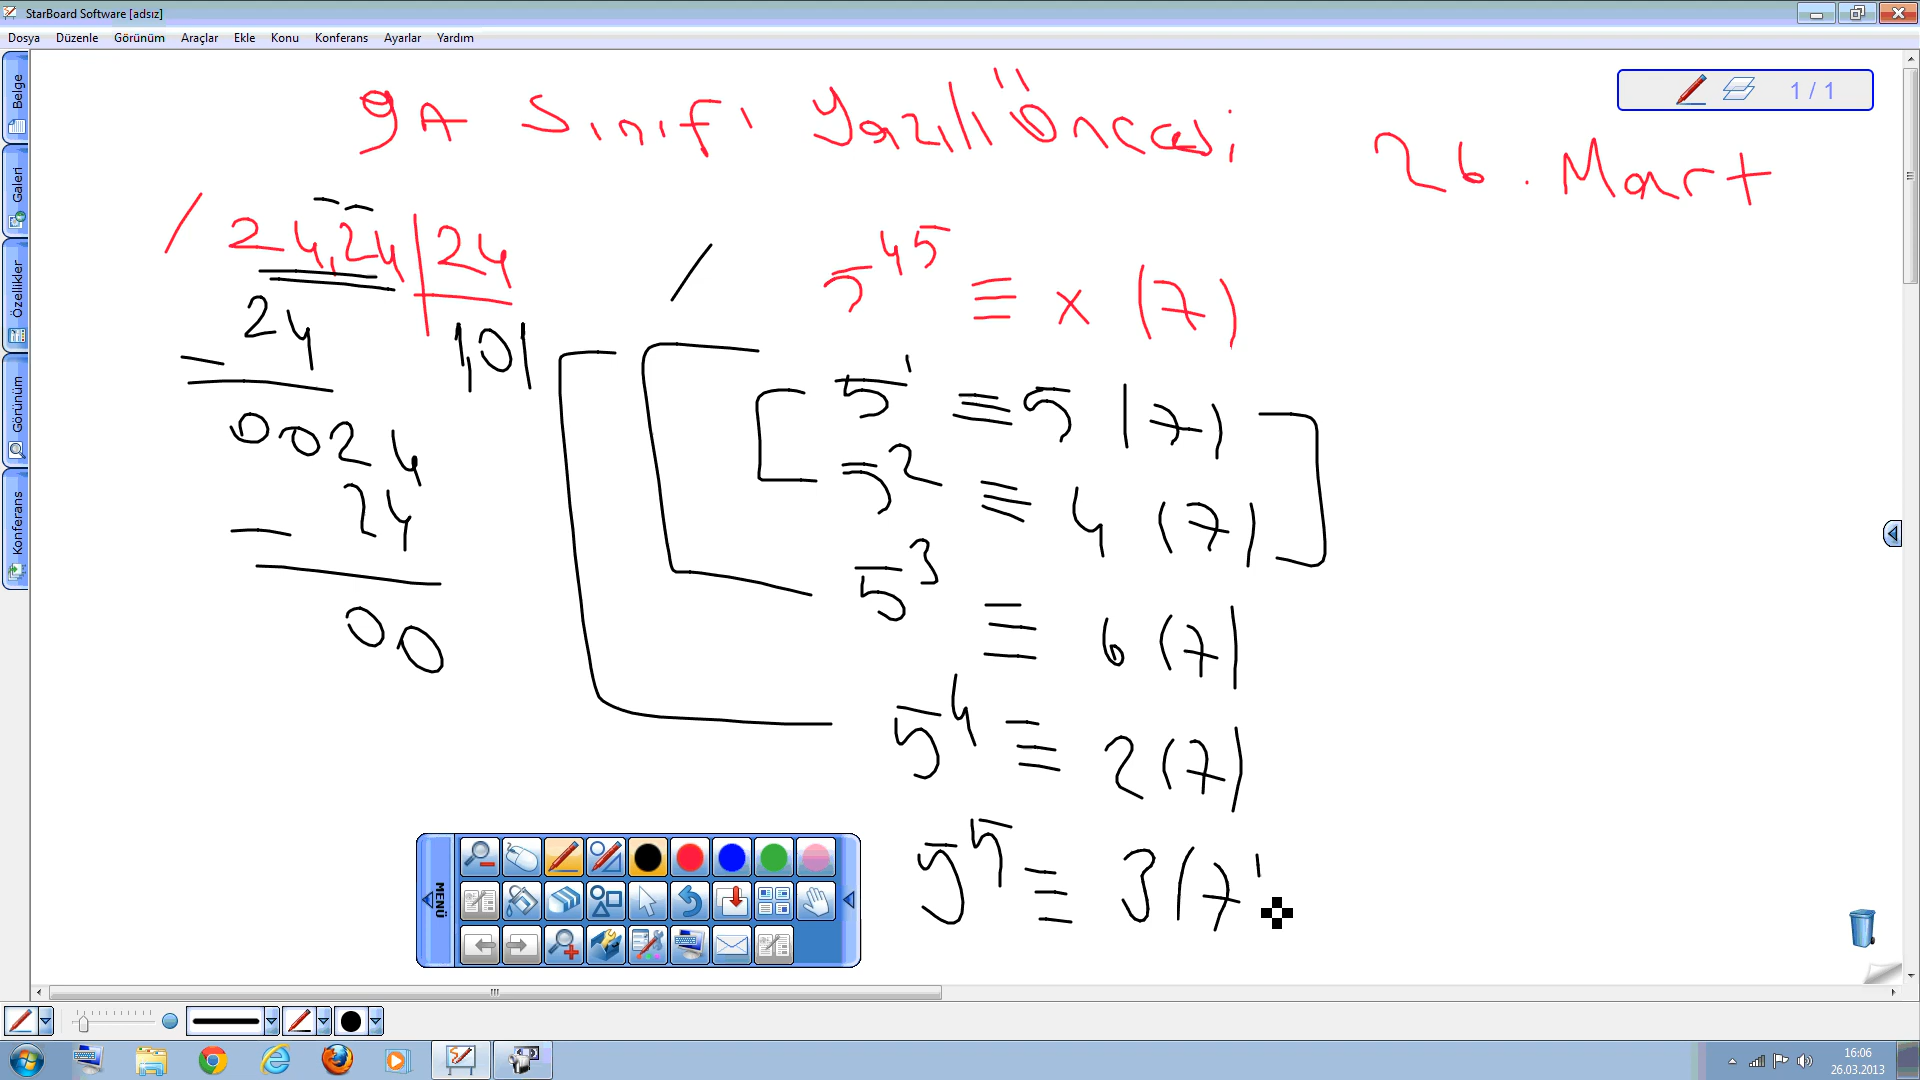 StarBoard Software [adsız]
Dosya Düzenle Görünüm Araçlar Ekle Konu Konferans Ayarlar Yardım
Belge
Galeri
Özellikler
Görünüm
Konferans
1 / 1
9A Sınıfı Yazılı Öncesi 26. Mart
24,24 | 24
24
1,01
0024
24
00
5^45 ≡ x (7)
5^1 ≡ 5 (7)
5^2 ≡ 4 (7)
5^3 ≡ 6 (7)
5^4 ≡ 2 (7)
5^5 ≡ 3 (7
MENÜ
16:06
26.03.2013